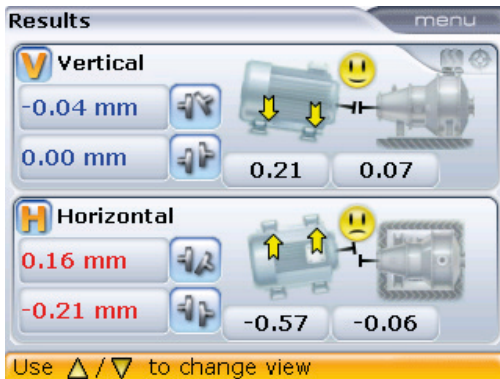 Results menu
V Vertical
-0.04 mm
0.00 mm 0.21 0.07
H Horizontal
0.16 mm
-0.21 mm -0.57 -0.06
Use △/▽ to change view